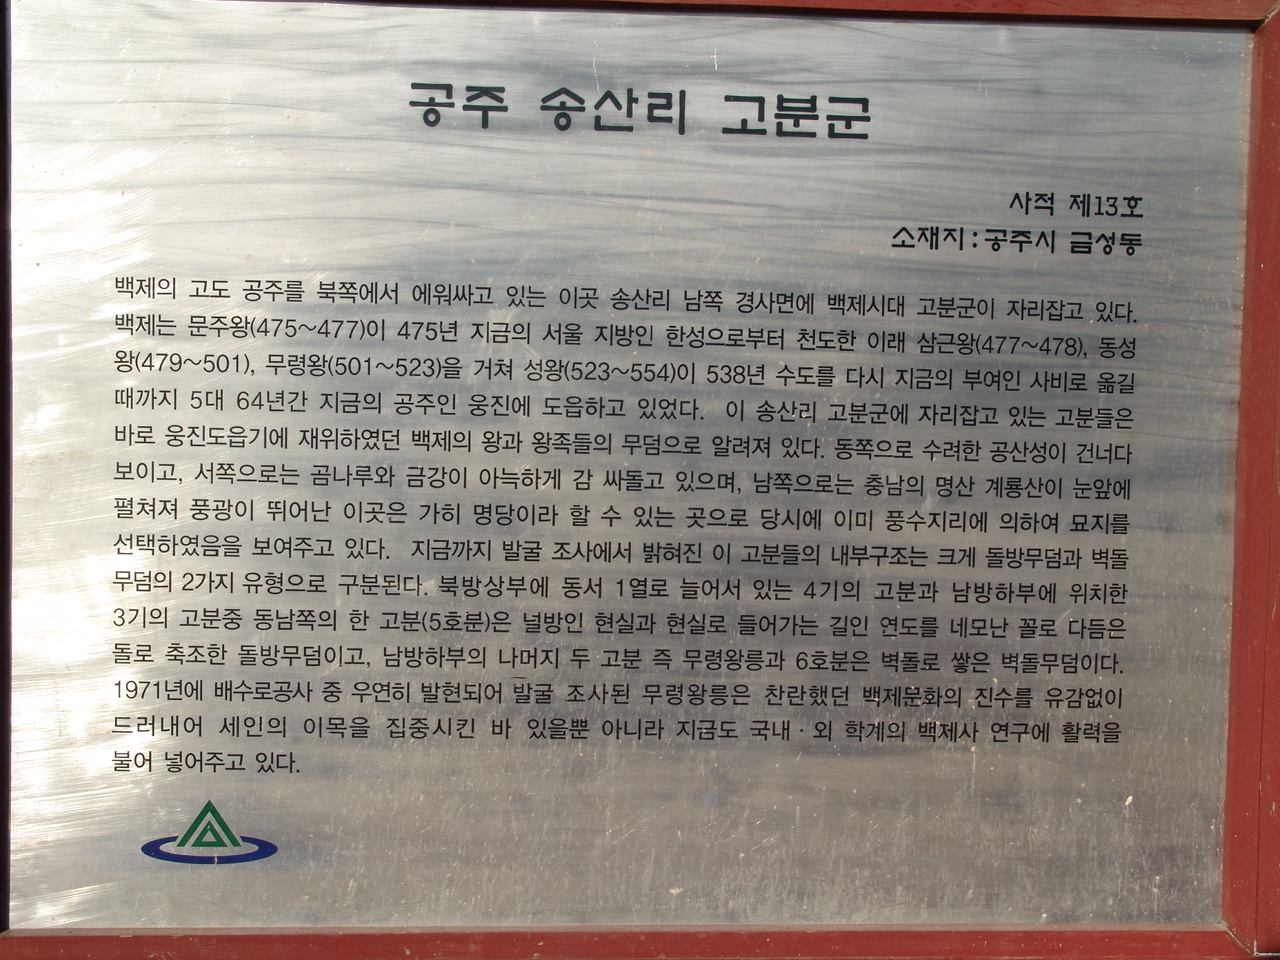 공주 송산리 고분군
사적 제13호
소재지:공주시 금성동
백제의 고도 공주를 북쪽에서 에워싸고 있는 이곳 송산리 남쪽 경사면에 백제시대 고분군이 자리잡고 있다.
백제는 문주왕(475~477)이 475년 지금의 서울 지방인 한성으로부터 천도한 이래 삼근왕(477~478), 동성
왕(479~501), 무령왕(501~523)을 거쳐 성왕(523~554)이 538년 수도를 다시 지금의 부여인 사비로 옮길
때까지 5대 64년간 지금의 공주인 웅진에 도읍하고 있었다. 이 송산리 고분군에 자리잡고 있는 고분들은
바로 웅진도읍기에 재위하였던 백제의 왕과 왕족들의 무덤으로 알려져 있다. 동쪽으로 수려한 공산성이 건너다
보이고, 서쪽으로는 곰나루와 금강이 아늑하게 감 싸돌고 있으며, 남쪽으로는 충남의 명산 계룡산이 눈앞에
펼쳐져 풍광이 뛰어난 이곳은 가히 명당이라 할 수 있는 곳으로 당시에 이미 풍수지리에 의하여 묘지를
선택하였음을 보여주고 있다. 지금까지 발굴 조사에서 밝혀진 이 고분들의 내부구조는 크게 돌방무덤과 벽돌
무덤의 2가지 유형으로 구분된다. 북방상부에 동서 1열로 늘어서 있는 4기의 고분과 남방하부에 위치한
3기의 고분중 동남쪽의 한 고분(5호분)은 널방인 현실과 현실로 들어가는 길인 연도를 네모난 꼴로 다듬은
돌로 축조한 돌방무덤이고, 남방하부의 나머지 두 고분 즉 무령왕릉과 6호분은 벽돌로 쌓은 벽돌무덤이다.
1971년에 배수로공사 중 우연히 발현되어 발굴 조사된 무령왕릉은 찬란했던 백제문화의 진수를 유감없이
드러내어 세인의 이목을 집중시킨 바 있을뿐 아니라 지금도 국내·외 학계의 백제사 연구에 활력을
불어 넣어주고 있다.